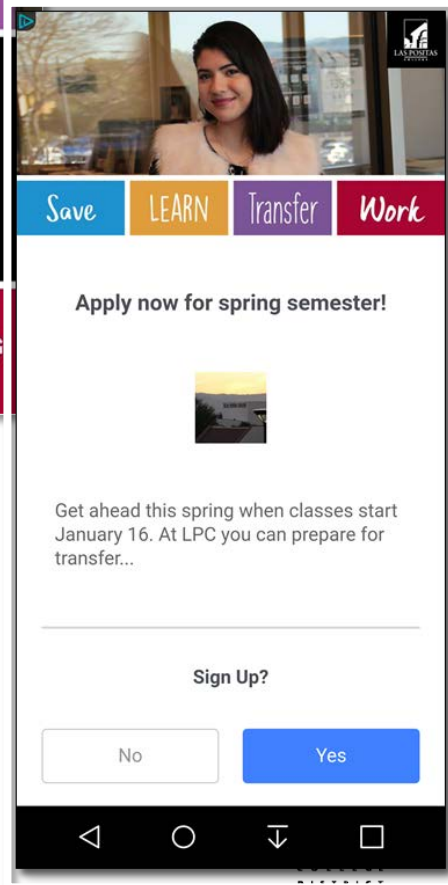 LAS POSITAS
COLLEGE
Save LEARN Transfer Work
Apply now for spring semester!
Get ahead this spring when classes start
January 16. At LPC you can prepare for
transfer...
Sign Up?
No Yes